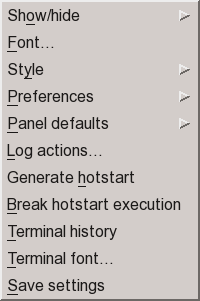 Show/hide
Font...
Style
Preferences
Panel defaults
Log actions...
Generate hotstart
Break hotstart execution
Terminal history
Terminal font...
Save settings